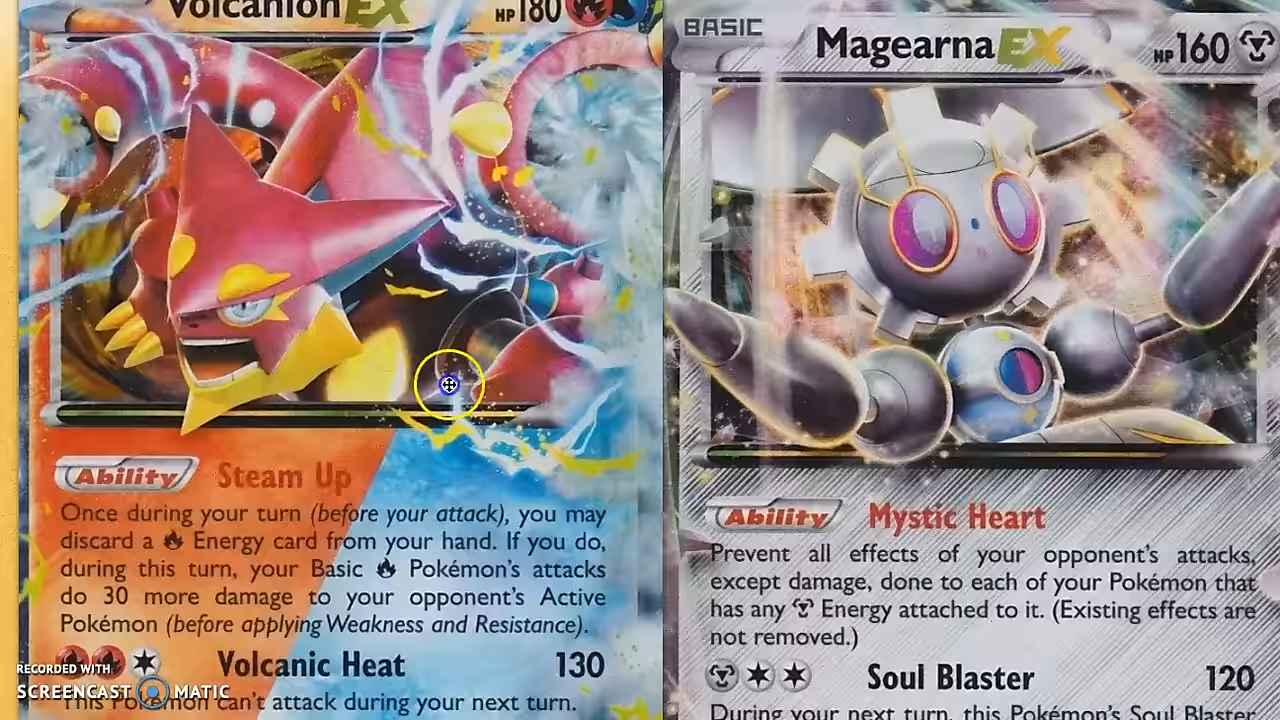 Volcanion EX
HP180
Ability Steam Up
Once during your turn (before your attack), you may
discard a Energy card from your hand. If you do,
during this turn, your Basic Pokémon's attacks
do 30 more damage to your opponent's Active
Pokémon (before applying Weakness and Resistance).
Volcanic Heat 130
This Pokémon can't attack during your next turn.
RECORDED WITH
SCREENCAST MATIC
BASIC
Magearna EX
HP160
Ability Mystic Heart
Prevent all effects of your opponent's attacks,
except damage, done to each of your Pokémon that
has any Energy attached to it. (Existing effects are
not removed.)
Soul Blaster 120
During your next turn, this Pokémon's Soul Blaster